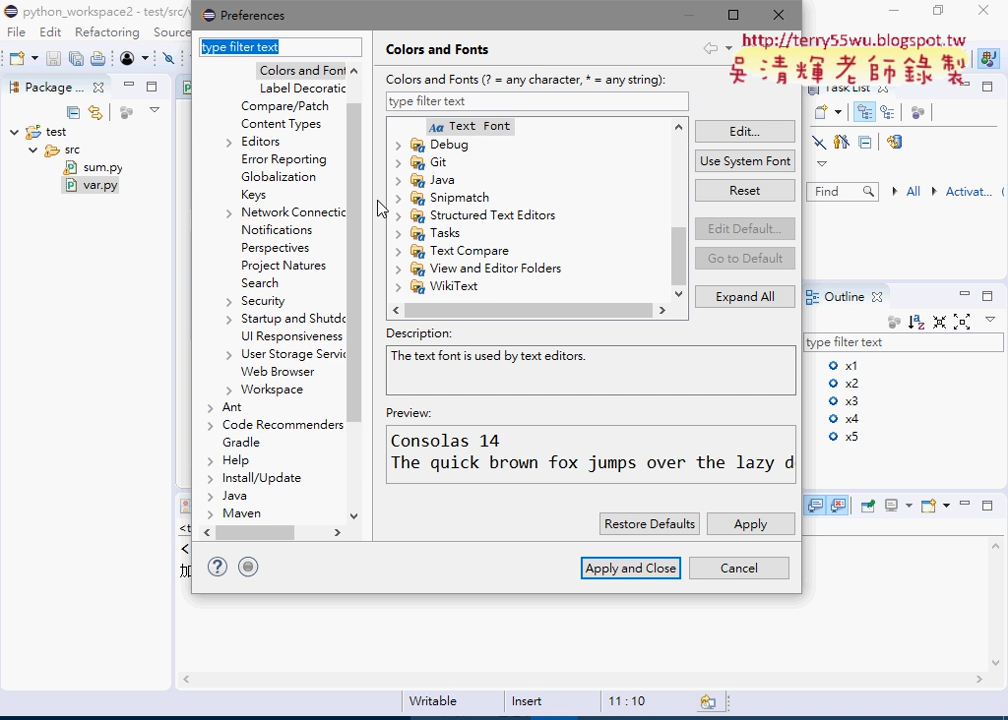 python_workspace2 - test/src/
Preferences
http://terry55wu.blogspot.tw
吳清輝老師錄製
File Edit Refactoring Source
type filter text
Colors and Fonts
Colors and Font
Label Decoratio
Compare/Patch
Content Types
Editors
Error Reporting
Globalization
Keys
Network Connectic
Notifications
Perspectives
Project Natures
Search
Security
Startup and Shutdo
UI Responsiveness
User Storage Servic
Web Browser
Workspace
Ant
Code Recommenders
Gradle
Help
Install/Update
Java
Maven
Colors and Fonts (? = any character, * = any string):
type filter text
Aa Text Font
Debug
Git
Java
Snipmatch
Structured Text Editors
Tasks
Text Compare
View and Editor Folders
WikiText
Edit...
Use System Font
Reset
Edit Default...
Go to Default
Expand All
Description:
The text font is used by text editors.
Preview:
Consolas 14
The quick brown fox jumps over the lazy d
Restore Defaults Apply
Apply and Close Cancel
Package ...
test
src
sum.py
var.py
Task List
Find All Activat...
Outline
type filter text
x1
x2
x3
x4
x5
<t
<
加
Writable Insert 11 : 10